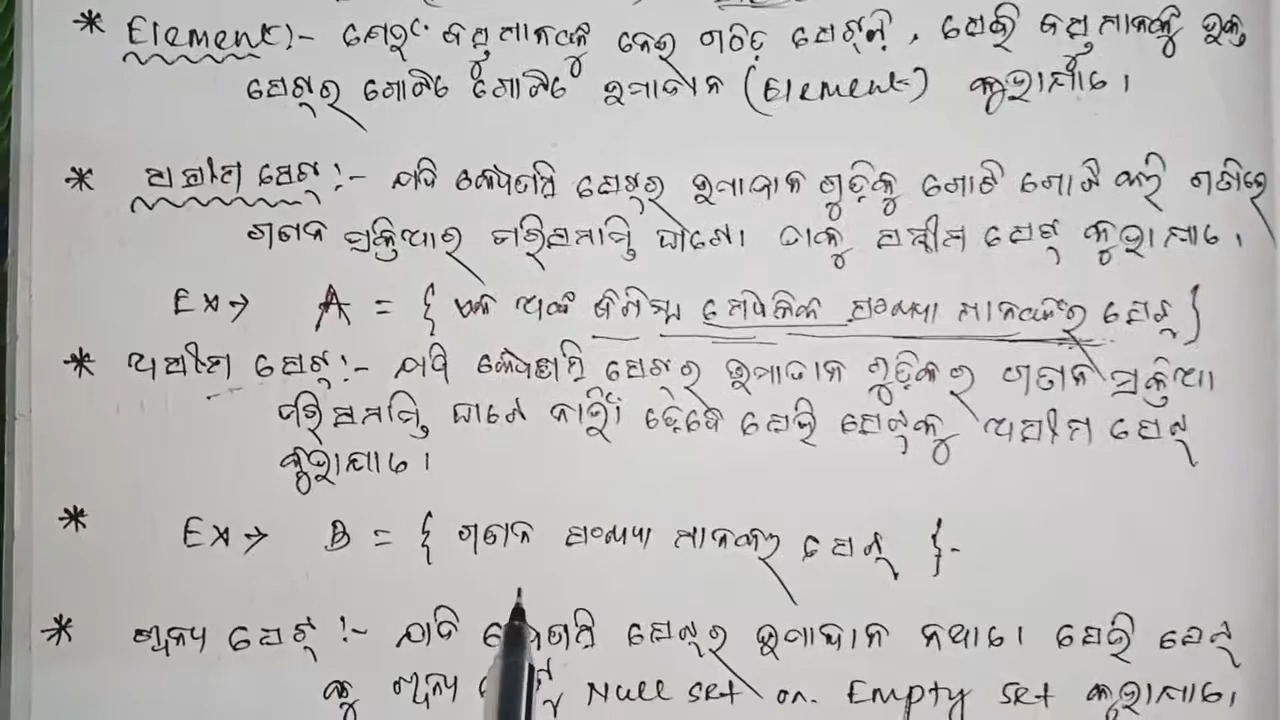 * Element :- ଯେଉଁ ବସ୍ତୁମାନଙ୍କୁ ନେଇ ଗଠିତ ସେଟ୍, ସେହି ବସ୍ତୁମାନଙ୍କୁ ଉକ୍ତ
ସେଟ୍‌ର ଗୋଟିଏ ଗୋଟିଏ ଉପାଦାନ (Element) କୁହାଯାଏ ।
* ସସୀମ ସେଟ୍ :- ଯଦି କୌଣସି ସେଟ୍‌ର ଉପାଦାନ ଗୁଡ଼ିକୁ ଗୋଟି ଗୋଟି କରି ଗଣିଲେ
ଗଣନ ପ୍ରକ୍ରିୟାର ପରିସମାପ୍ତି ଘଟେ। ତାକୁ ସସୀମ ସେଟ୍ କୁହାଯାଏ ।
Ex → A = { ଏକ ଅଙ୍କ ବିଶିଷ୍ଟ ମୌଳିକ ସଂଖ୍ୟା ମାନଙ୍କର ସେଟ୍ }
* ଅସୀମ ସେଟ୍ :- ଯଦି କୌଣସି ସେଟ୍‌ର ଉପାଦାନ ଗୁଡ଼ିକର ଗଣନ ପ୍ରକ୍ରିୟା
ପରିସମାପ୍ତି ଘଟେ ନାହିଁ ତେବେ ସେହି ସେଟ୍‌କୁ ଅସୀମ ସେଟ୍
କୁହାଯାଏ ।
* Ex → B = { ଗଣନ ସଂଖ୍ୟା ମାନଙ୍କର ସେଟ୍ }
* ଶୂନ୍ୟ ସେଟ୍ :- ଯଦି ସେଟ୍‌ର ଉପାଦାନ ନଥାଏ। ସେହି ସେଟ୍
କୁ ଶୂନ୍ୟ Null set or Empty set କୁହାଯାଏ।